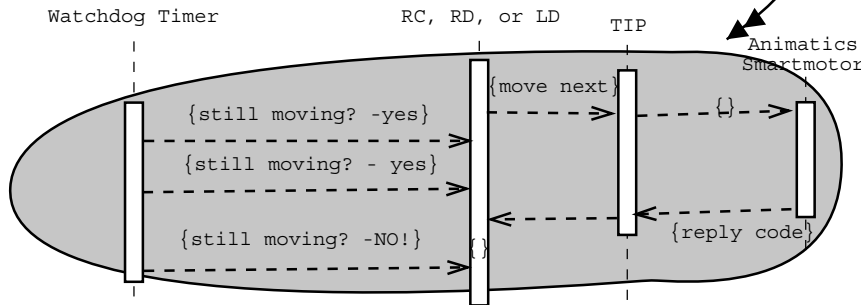 Watchdog Timer
RC, RD, or LD
TIP
Animatics
Smartmotor
{move next}
{still moving? -yes}
{}
{still moving? - yes}
{still moving? -NO!}
{}
{reply code}